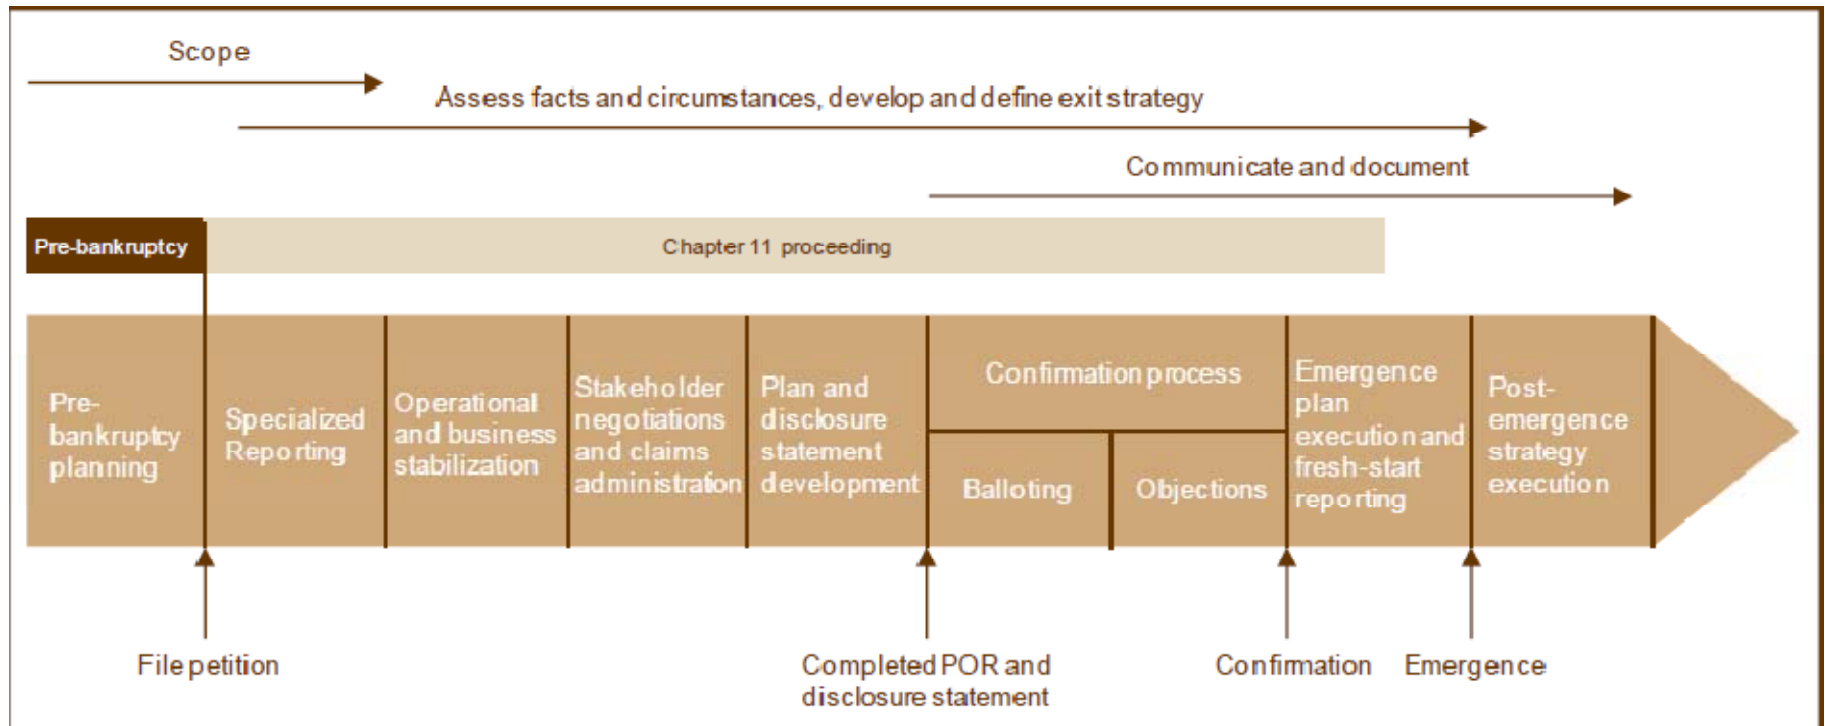 Scope
Assess facts and circumstances, develop and define exit strategy
Communicate and document
Pre-bankruptcy
Chapter 11 proceeding
Pre-
bankruptcy
planning
Specialized
Reporting
Operational
and business
stabilization
Stakeholder
negotiations
and claims
administration
Plan and
disclosure
statement
development
Confirmation process
Balloting
Objections
Emergence
plan
execution and
fresh-start
reporting
Post-
emergence
strategy
execution
File petition
Completed POR and
disclosure statement
Confirmation
Emergence